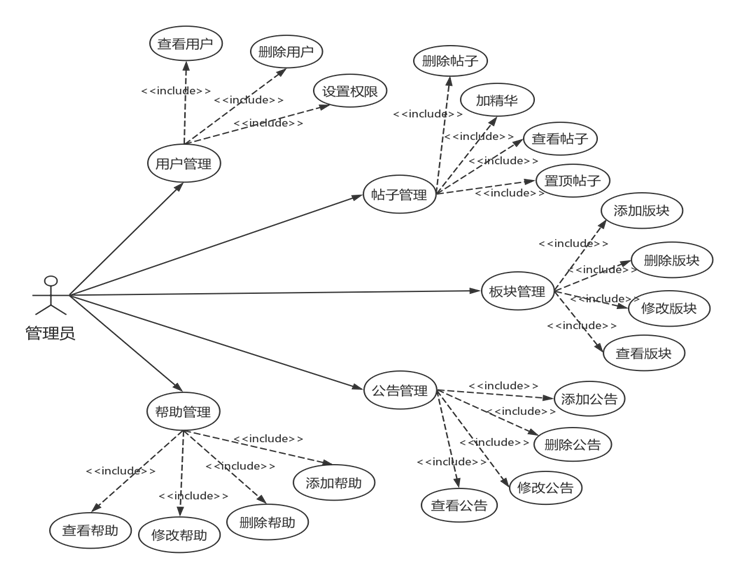 查看用户
删除用户
设置权限
<<include>>
<<include>>
<<include>>
用户管理
删除帖子
加精华
查看帖子
置顶帖子
<<include>>
<<include>>
<<include>>
<<include>>
帖子管理
添加版块
删除版块
修改版块
查看版块
<<include>>
<<include>>
<<include>>
<<include>>
板块管理
管理员
公告管理
<<include>>
<<include>>
<<include>>
<<include>>
添加公告
删除公告
修改公告
查看公告
帮助管理
<<include>>
<<include>>
<<include>>
<<include>>
添加帮助
删除帮助
修改帮助
查看帮助